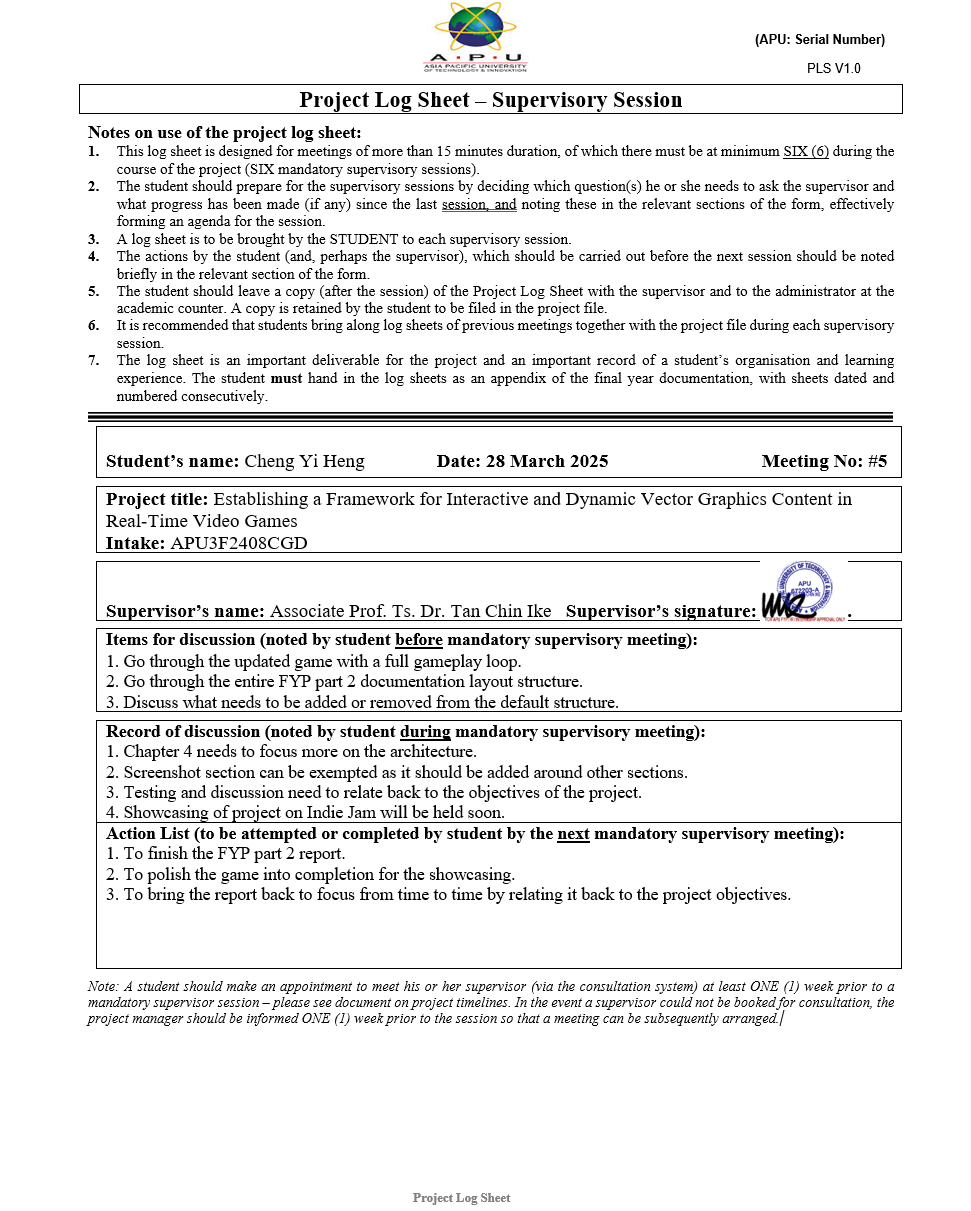 A • P • U
ASIA PACIFIC UNIVERSITY
OF TECHNOLOGY & INNOVATION
(APU: Serial Number)
PLS V1.0
Project Log Sheet – Supervisory Session
Notes on use of the project log sheet:
1. This log sheet is designed for meetings of more than 15 minutes duration, of which there must be at minimum SIX (6) during the
course of the project (SIX mandatory supervisory sessions).
2. The student should prepare for the supervisory sessions by deciding which question(s) he or she needs to ask the supervisor and
what progress has been made (if any) since the last session, and noting these in the relevant sections of the form, effectively
forming an agenda for the session.
3. A log sheet is to be brought by the STUDENT to each supervisory session.
4. The actions by the student (and, perhaps the supervisor), which should be carried out before the next session should be noted
briefly in the relevant section of the form.
5. The student should leave a copy (after the session) of the Project Log Sheet with the supervisor and to the administrator at the
academic counter. A copy is retained by the student to be filed in the project file.
6. It is recommended that students bring along log sheets of previous meetings together with the project file during each supervisory
session.
7. The log sheet is an important deliverable for the project and an important record of a student’s organisation and learning
experience. The student must hand in the log sheets as an appendix of the final year documentation, with sheets dated and
numbered consecutively.
Student’s name: Cheng Yi Heng Date: 28 March 2025 Meeting No: #5
Project title: Establishing a Framework for Interactive and Dynamic Vector Graphics Content in
Real-Time Video Games
Intake: APU3F2408CGD
APU
Supervisor’s name: Associate Prof. Ts. Dr. Tan Chin Ike Supervisor’s signature: .
Items for discussion (noted by student before mandatory supervisory meeting):
1. Go through the updated game with a full gameplay loop.
2. Go through the entire FYP part 2 documentation layout structure.
3. Discuss what needs to be added or removed from the default structure.
Record of discussion (noted by student during mandatory supervisory meeting):
1. Chapter 4 needs to focus more on the architecture.
2. Screenshot section can be exempted as it should be added around other sections.
3. Testing and discussion need to relate back to the objectives of the project.
4. Showcasing of project on Indie Jam will be held soon.
Action List (to be attempted or completed by student by the next mandatory supervisory meeting):
1. To finish the FYP part 2 report.
2. To polish the game into completion for the showcasing.
3. To bring the report back to focus from time to time by relating it back to the project objectives.
Note: A student should make an appointment to meet his or her supervisor (via the consultation system) at least ONE (1) week prior to a
mandatory supervisor session – please see document on project timelines. In the event a supervisor could not be booked for consultation, the
project manager should be informed ONE (1) week prior to the session so that a meeting can be subsequently arranged.
Project Log Sheet